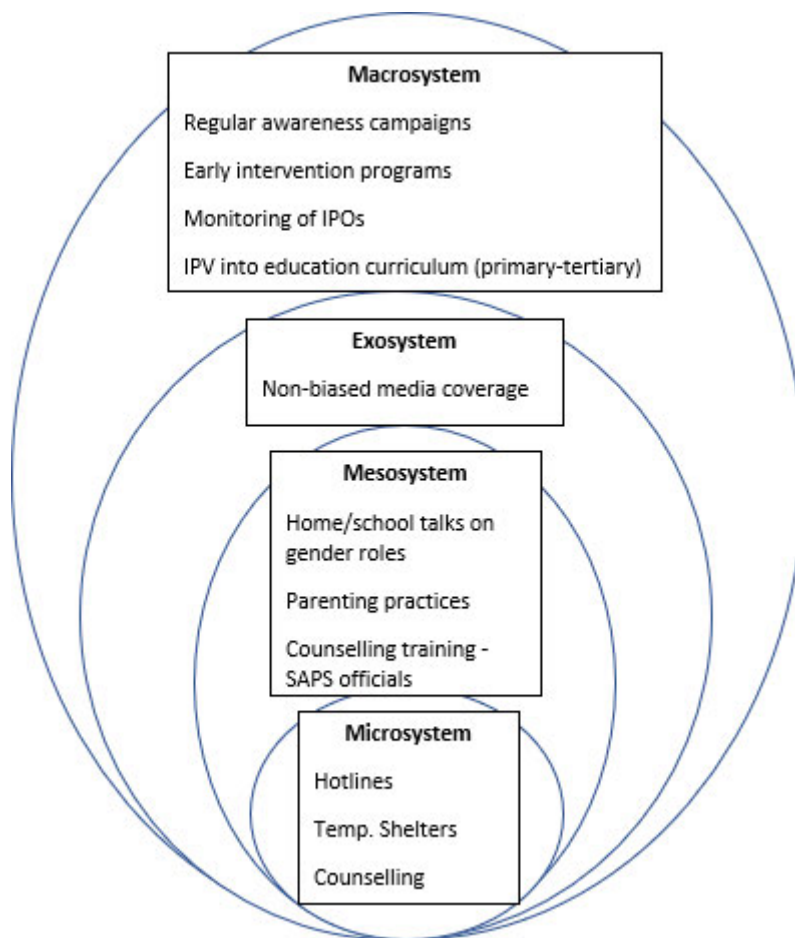 Macrosystem
Regular awareness campaigns
Early intervention programs
Monitoring of IPOs
IPV into education curriculum (primary-tertiary)
Exosystem
Non-biased media coverage
Mesosystem
Home/school talks on
gender roles
Parenting practices
Counselling training -
SAPS officials
Microsystem
Hotlines
Temp. Shelters
Counselling